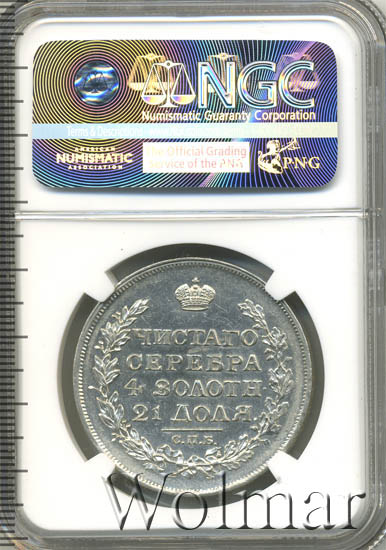 NGC
Numismatic Guaranty Corporation
Terms & Descriptions
AMERICAN
NUMISMATIC
ASSOCIATION
The Official Grading
Service of the PNG
PNG
ЧИСТАГО
СЕРЕБРА
4 ЗОЛОТН
21 ДОЛЯ
С.П.Б.
Wolmar